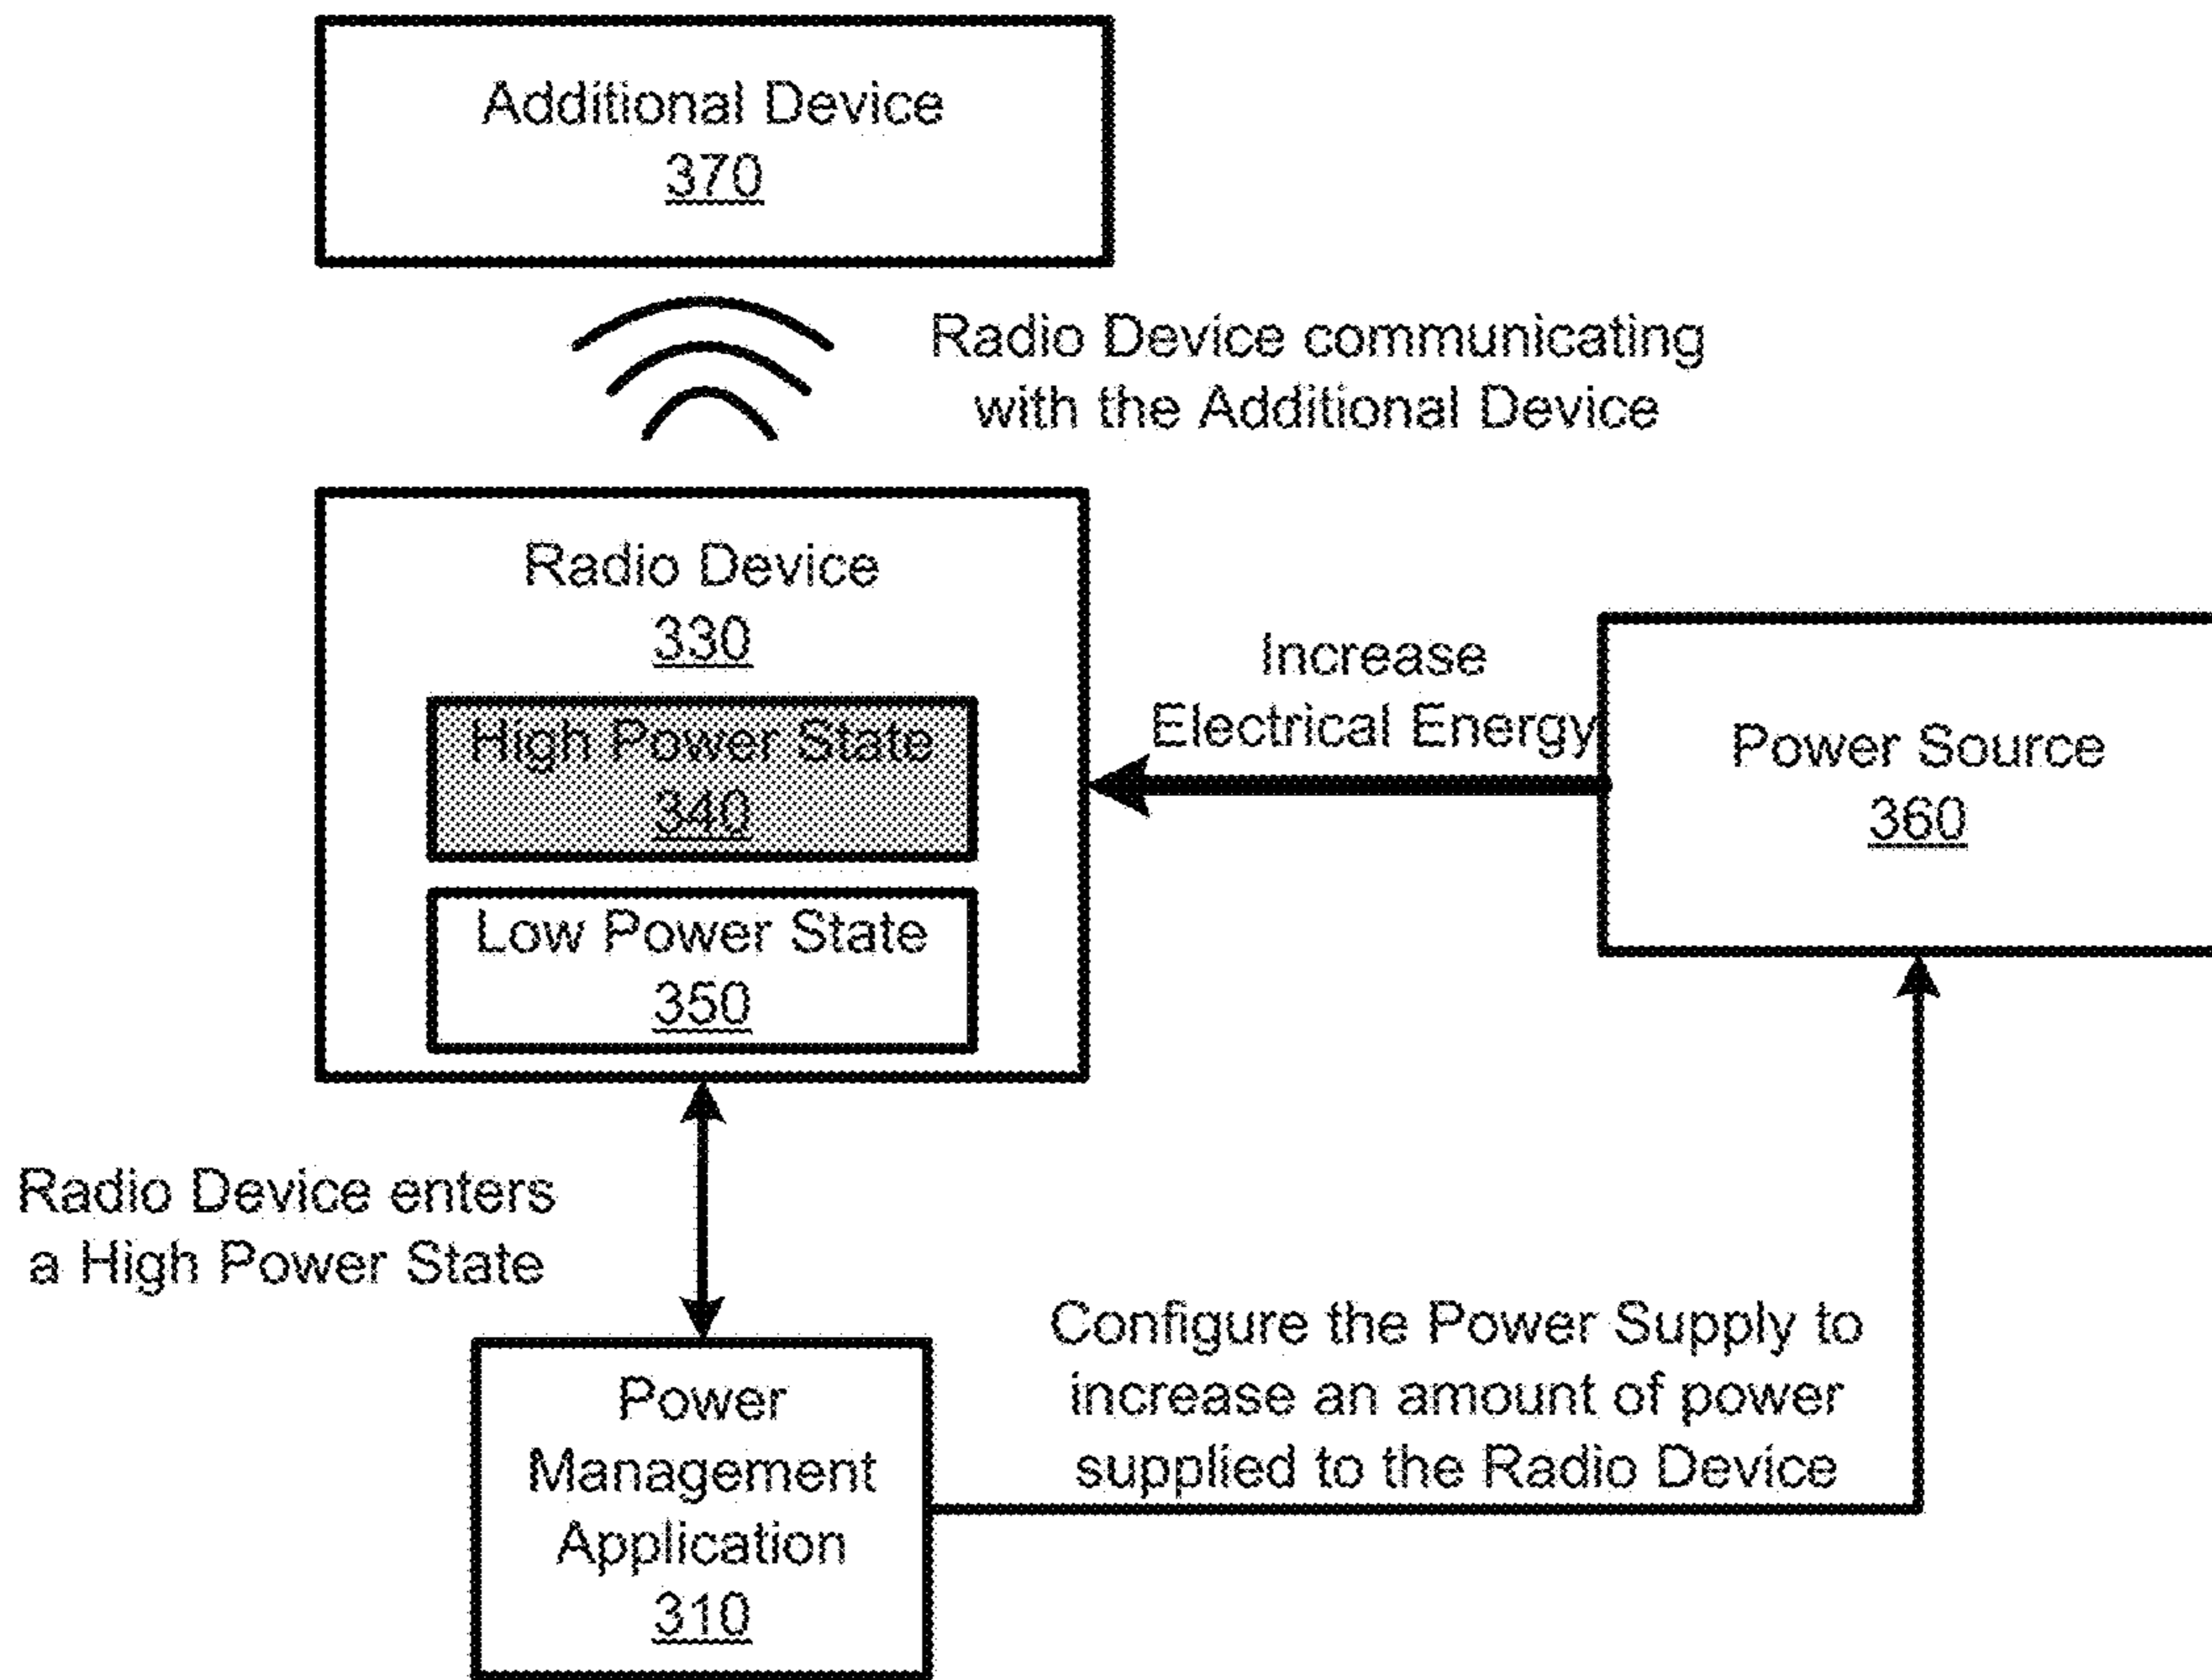 Additional Device
370
Radio Device communicating
with the Additional Device
Radio Device
330
High Power State
340
Low Power State
350
Increase
Electrical Energy
Power Source
360
Radio Device enters
a High Power State
Power
Management
Application
310
Configure the Power Supply to
increase an amount of power
supplied to the Radio Device